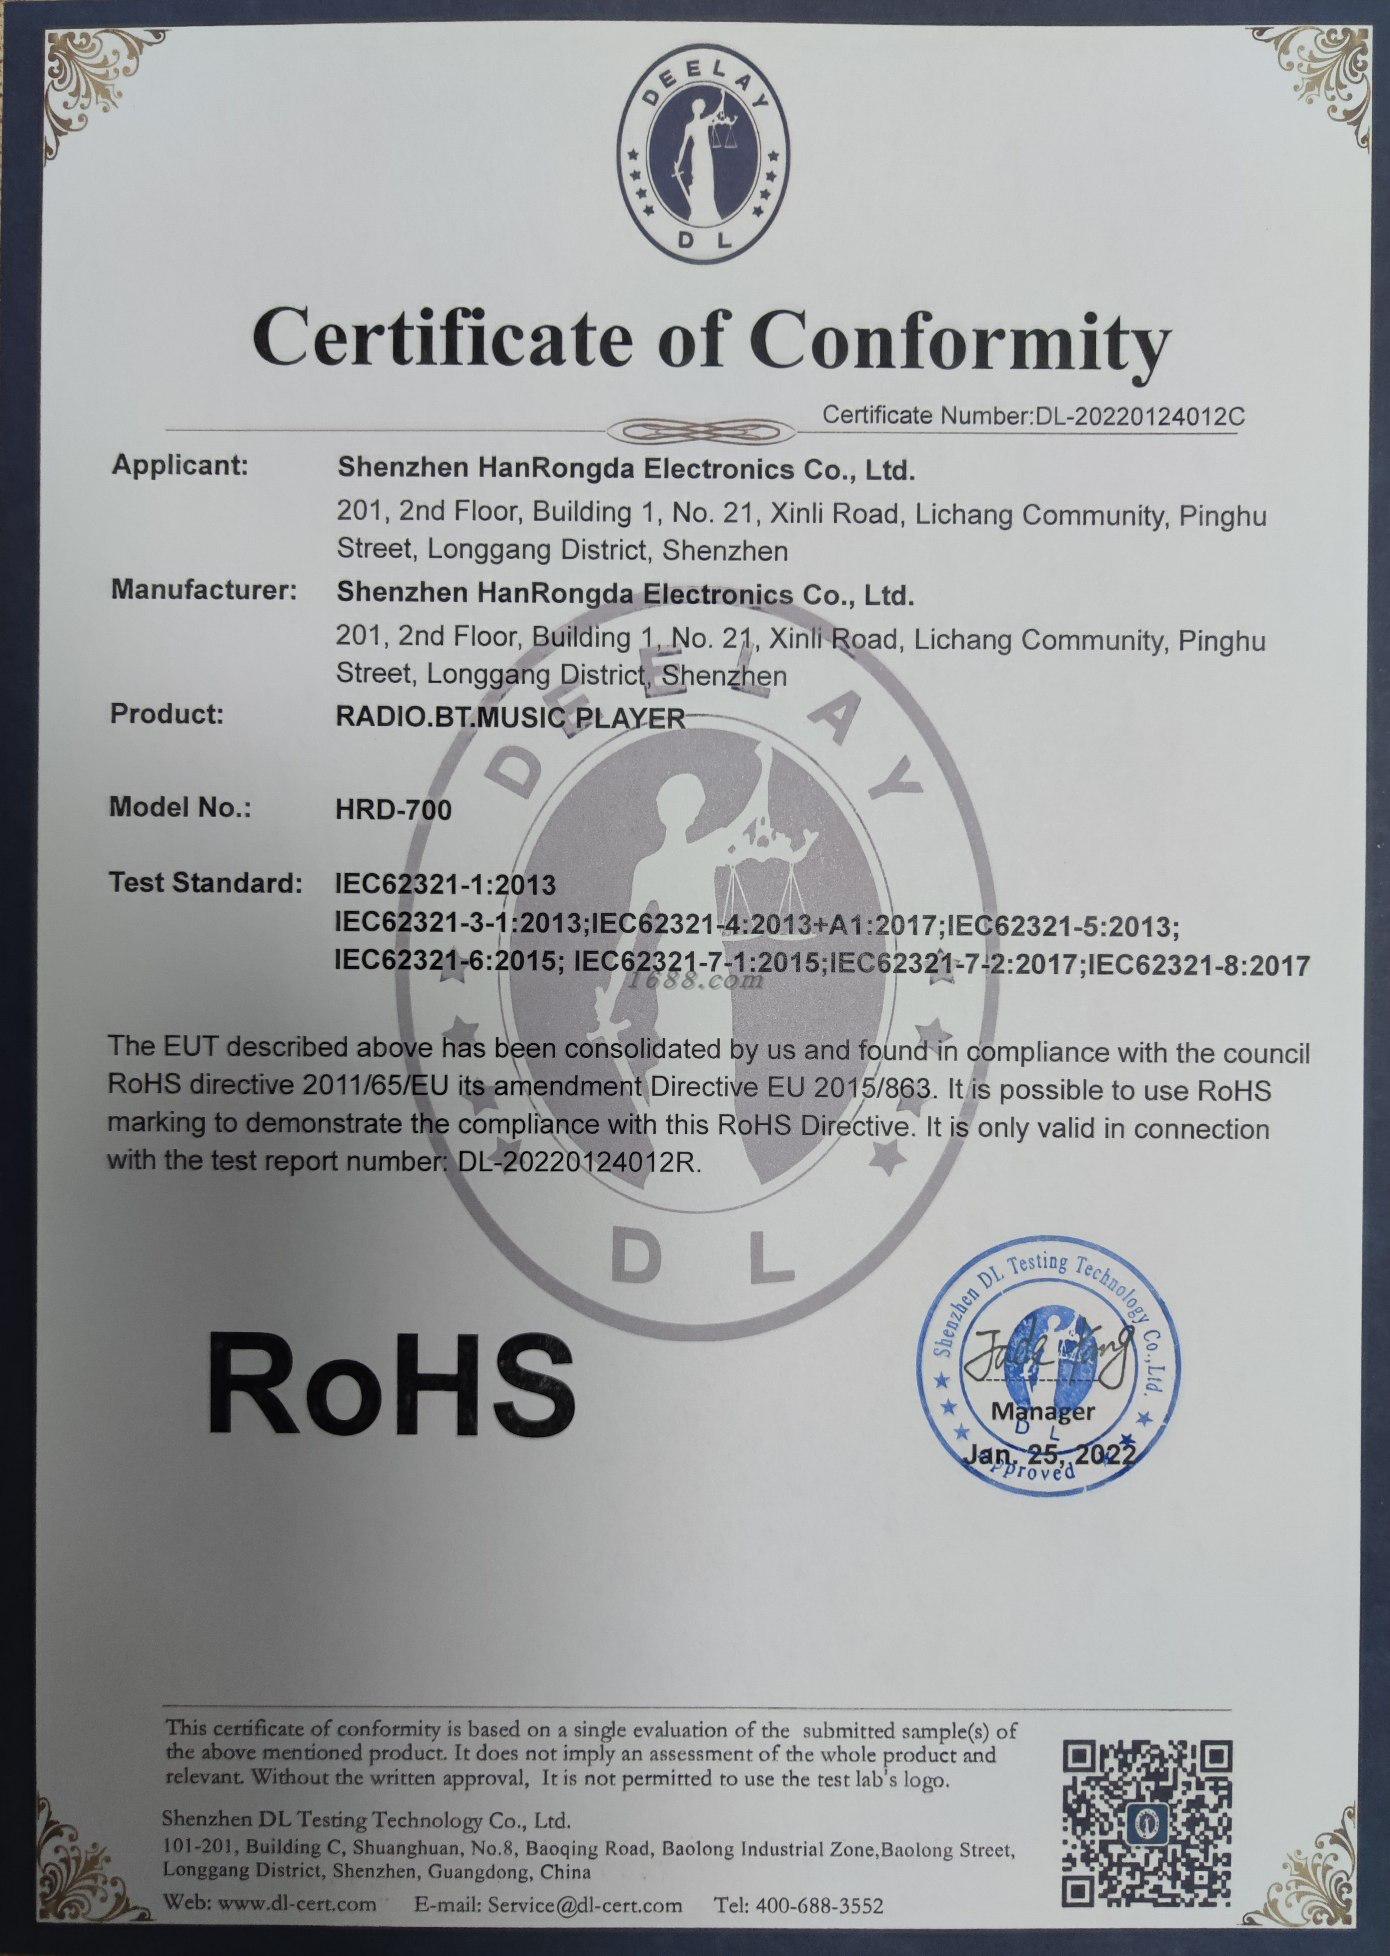 DEELAY
DL
Certificate of Conformity
Certificate Number:DL-20220124012C
Applicant: Shenzhen HanRongda Electronics Co., Ltd.
201, 2nd Floor, Building 1, No. 21, Xinli Road, Lichang Community, Pinghu
Street, Longgang District, Shenzhen
Manufacturer: Shenzhen HanRongda Electronics Co., Ltd.
201, 2nd Floor, Building 1, No. 21, Xinli Road, Lichang Community, Pinghu
Street, Longgang District, Shenzhen
DEELAY
Product: RADIO.BT.MUSIC PLAYER
Model No.: HRD-700
Test Standard: IEC62321-1:2013
IEC62321-3-1:2013;IEC62321-4:2013+A1:2017;IEC62321-5:2013;
IEC62321-6:2015; IEC62321-7-1:2015;IEC62321-7-2:2017;IEC62321-8:2017
1688.com
The EUT described above has been consolidated by us and found in compliance with the council
RoHS directive 2011/65/EU its amendment Directive EU 2015/863. It is possible to use RoHS
marking to demonstrate the compliance with this RoHS Directive. It is only valid in connection
with the test report number: DL-20220124012R.
DL
RoHS
Shenzhen DL Testing Technology Co.,Ltd.
Manager
DL
Jan. 25, 2022
Approved
This certificate of conformity is based on a single evaluation of the submitted sample(s) of
the above mentioned product. It does not imply an assessment of the whole product and
relevant. Without the written approval, It is not permitted to use the test lab's logo.
Shenzhen DL Testing Technology Co., Ltd.
101-201, Building C, Shuanghuan, No.8, Baoqing Road, Baolong Industrial Zone,Baolong Street,
Longgang District, Shenzhen, Guangdong, China
Web: www.dl-cert.com E-mail: Service@dl-cert.com Tel: 400-688-3552